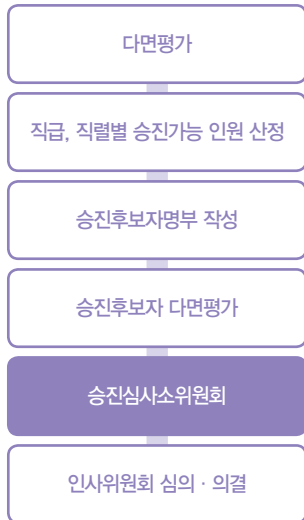 다면평가
직급, 직렬별 승진가능 인원 산정
승진후보자명부 작성
승진후보자 다면평가
승진심사소위원회
인사위원회 심의 · 의결